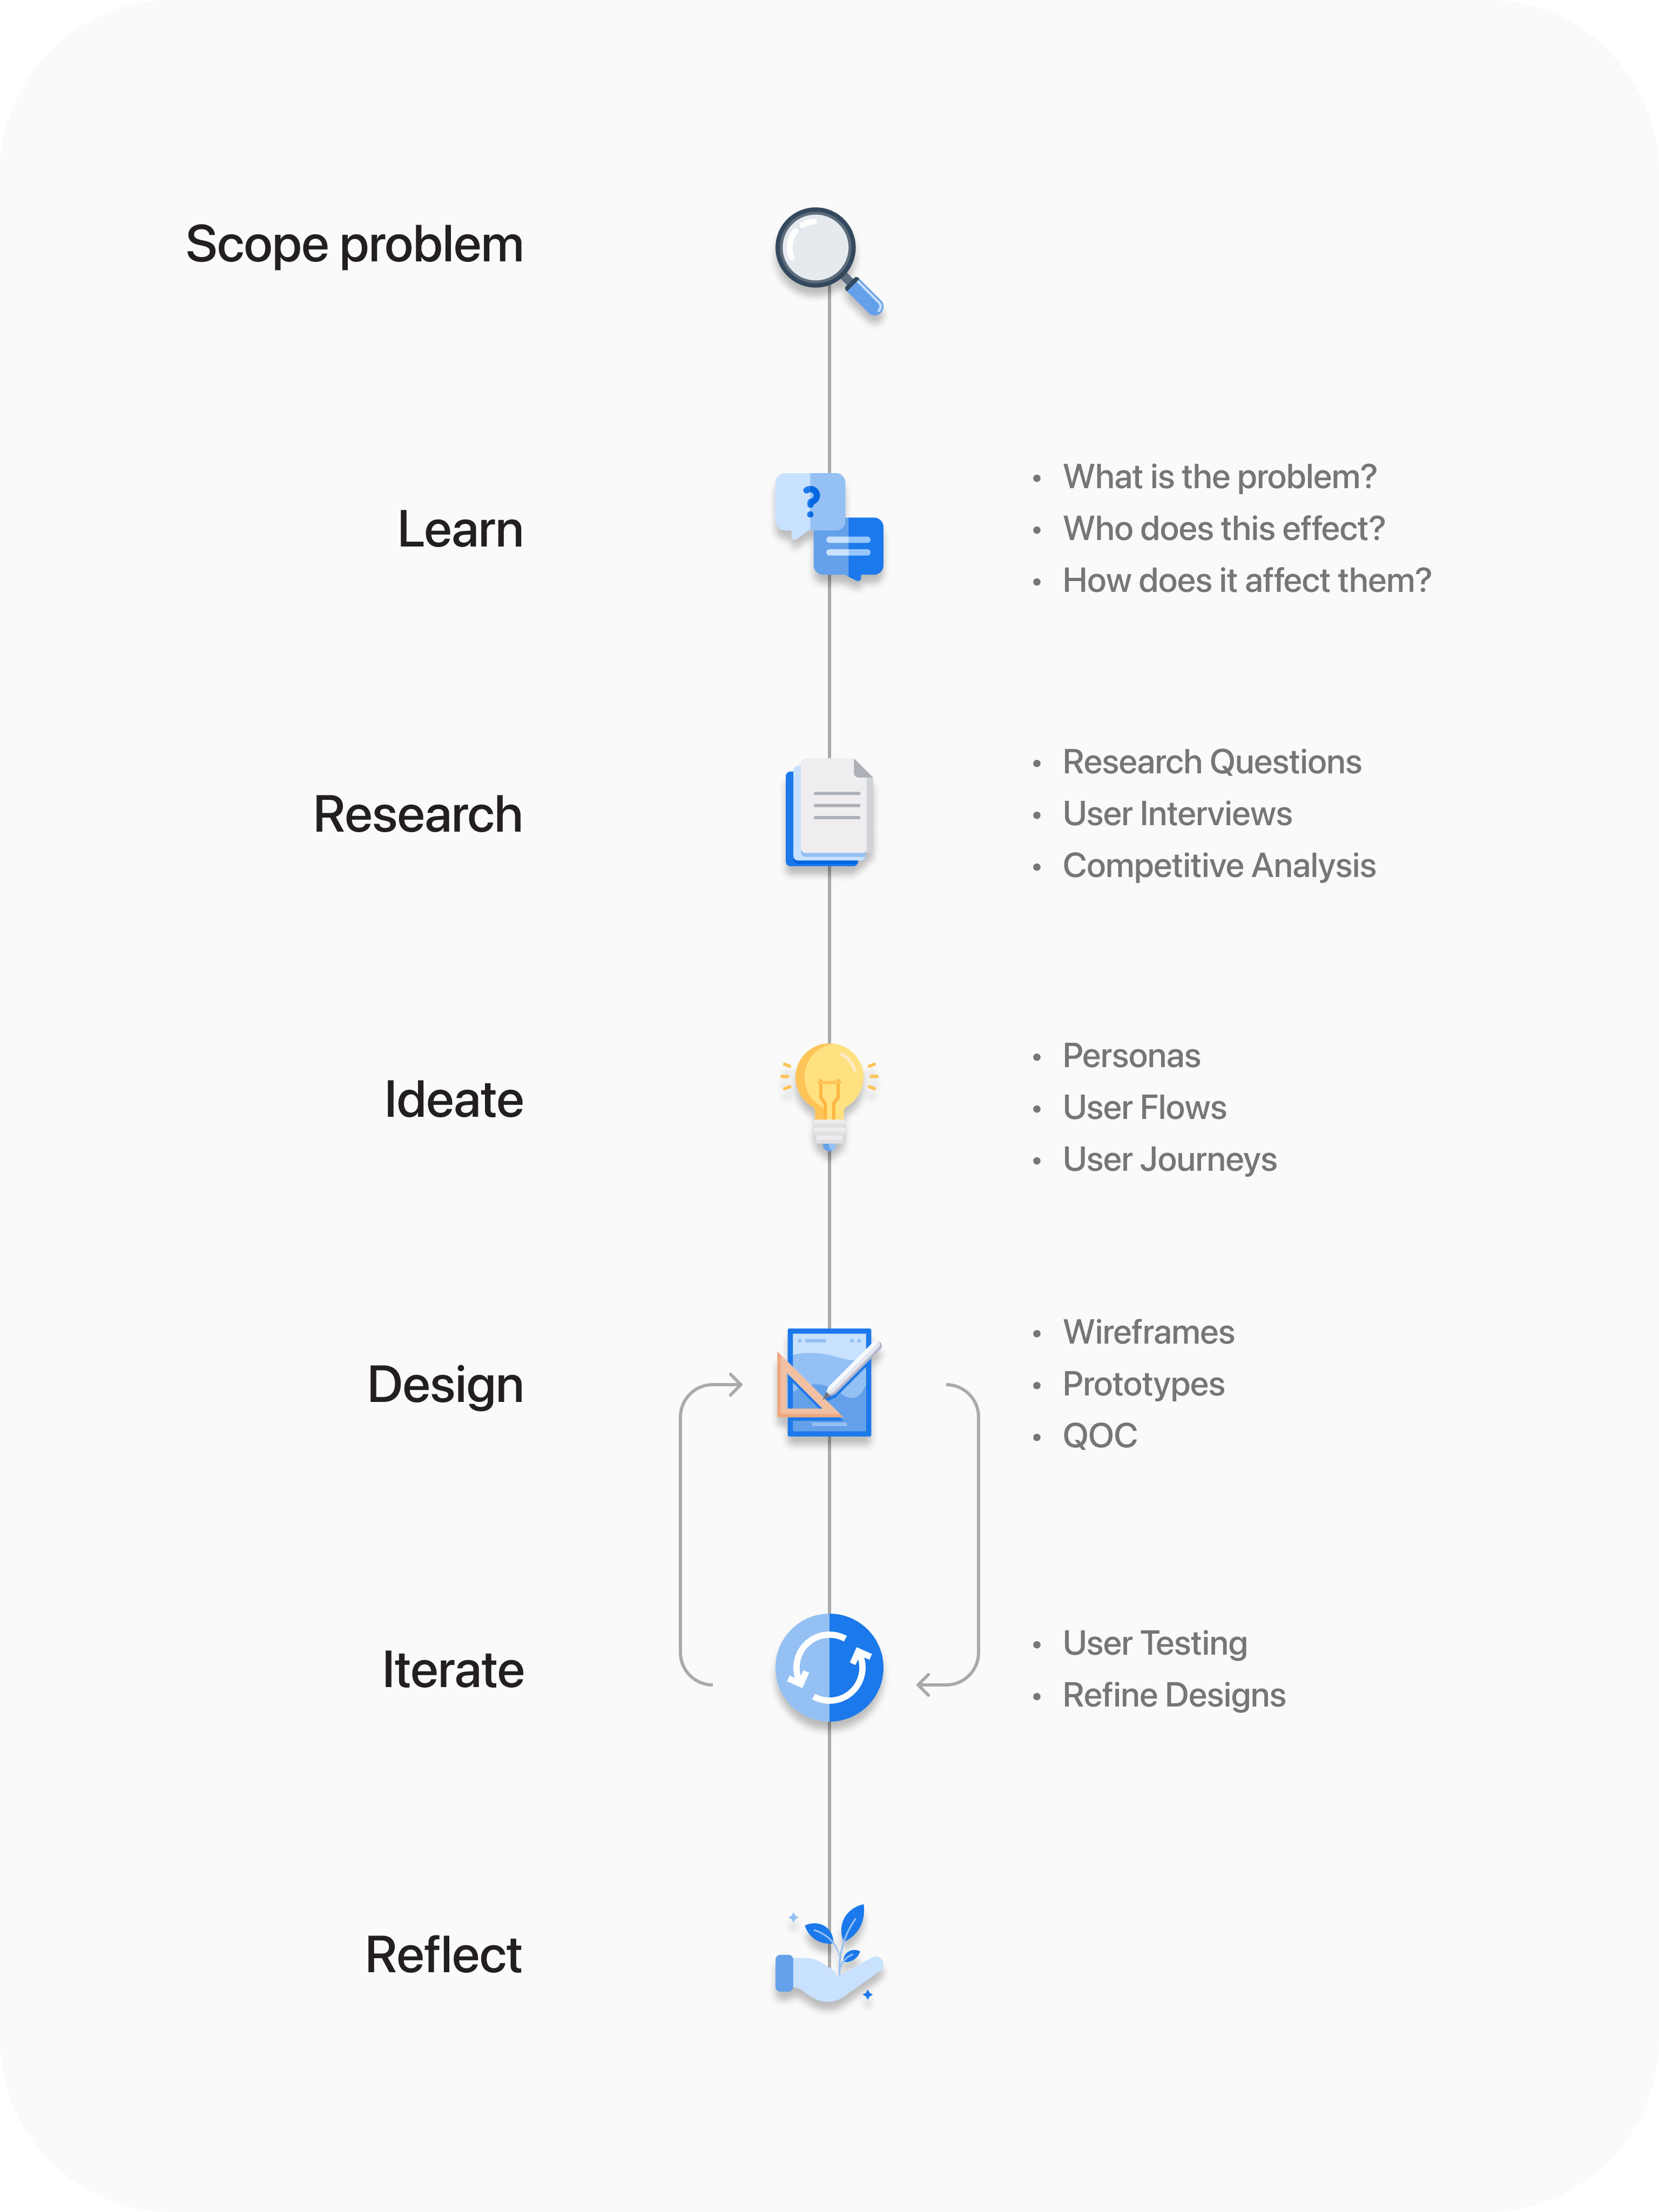 Scope problem
Learn
• What is the problem?
• Who does this effect?
• How does it affect them?
Research
• Research Questions
• User Interviews
• Competitive Analysis
Ideate
• Personas
• User Flows
• User Journeys
Design
• Wireframes
• Prototypes
• QOC
Iterate
• User Testing
• Refine Designs
Reflect